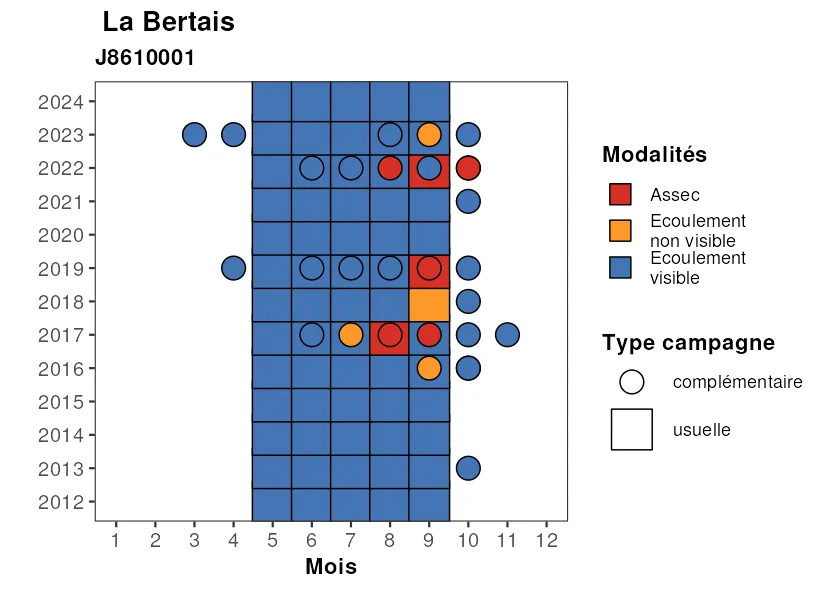 La Bertais
J8610001
2024
2023
2022
2021
2020
2019
2018
2017
2016
2015
2014
2013
2012
1 2 3 4 5 6 7 8 9 10 11 12
Mois
Modalités
Assec
Ecoulement
non visible
Ecoulement
visible
Type campagne
complémentaire
usuelle